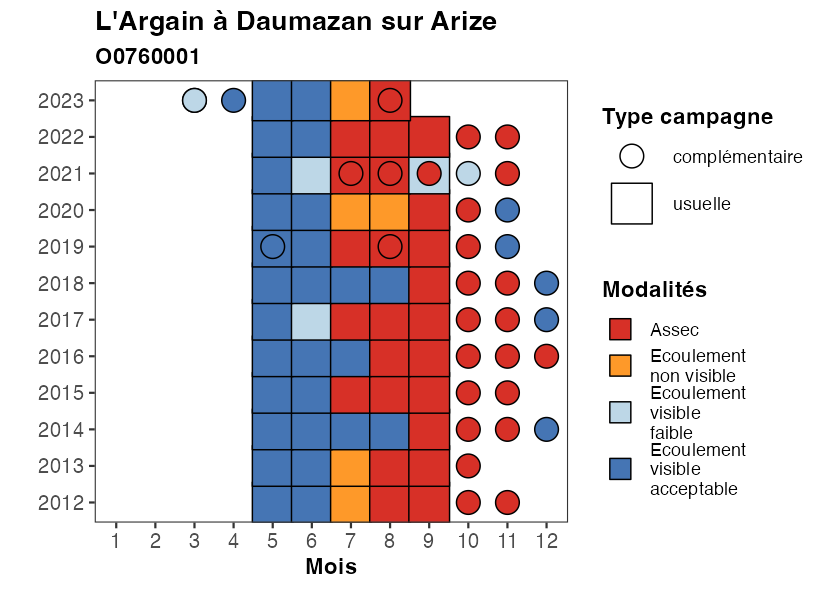 L'Argain à Daumazan sur Arize
O0760001
2023
2022
2021
2020
2019
2018
2017
2016
2015
2014
2013
2012
1 2 3 4 5 6 7 8 9 10 11 12
Mois
Type campagne
complémentaire
usuelle
Modalités
Assec
Ecoulement
non visible
Ecoulement
visible
faible
Ecoulement
visible
acceptable